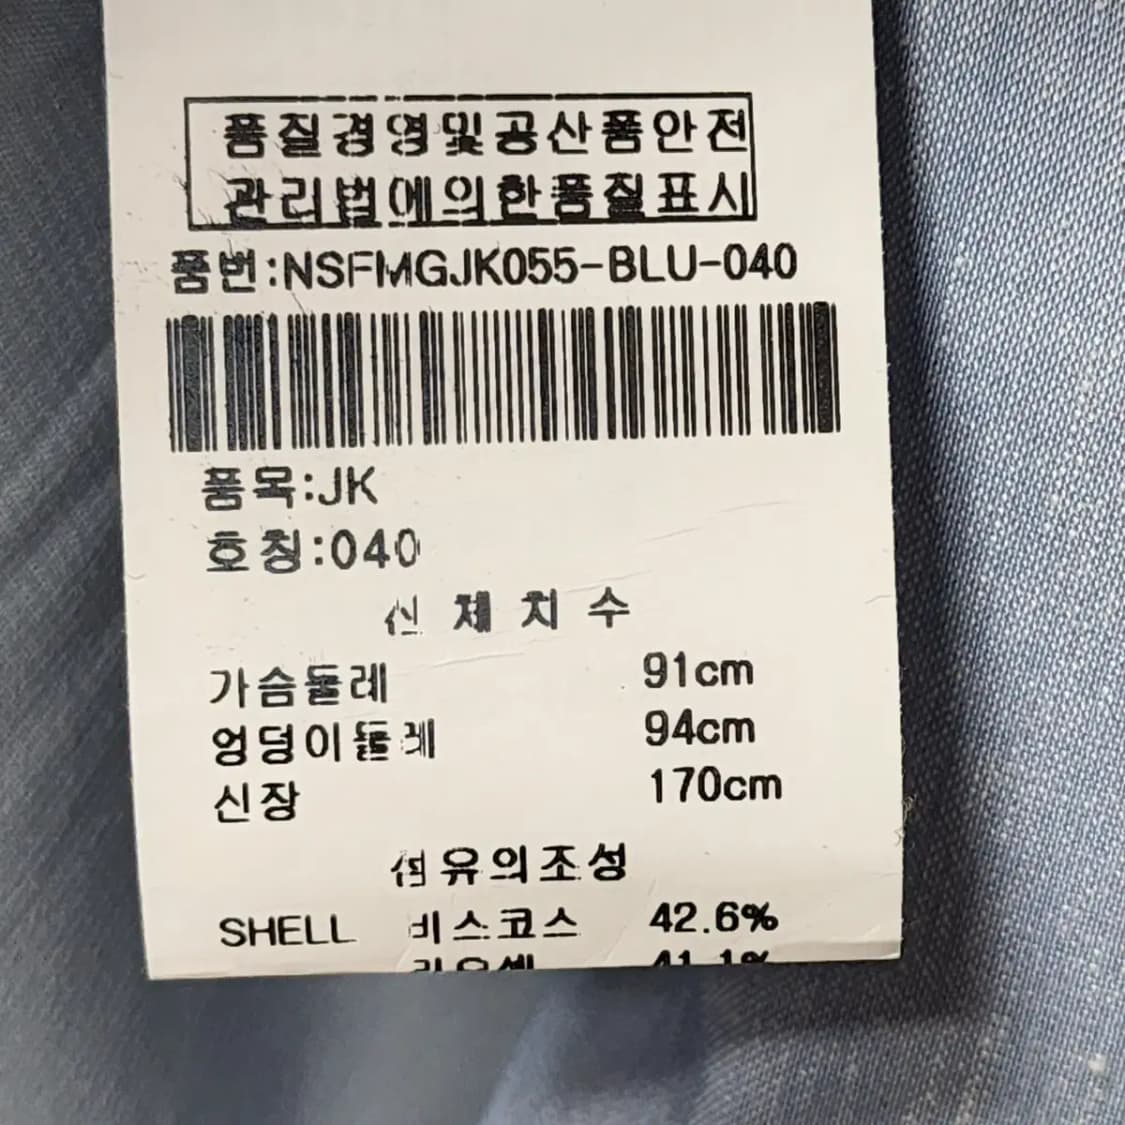 품질경영및공산품안전
관리법에의한품질표시
품번:NSFMGJK055-BLU-040
품목:JK
호칭:040
신체치수
가슴둘레 91cm
엉덩이둘레 94cm
신장 170cm
섬유의조성
SHELL 비스코스 42.6%